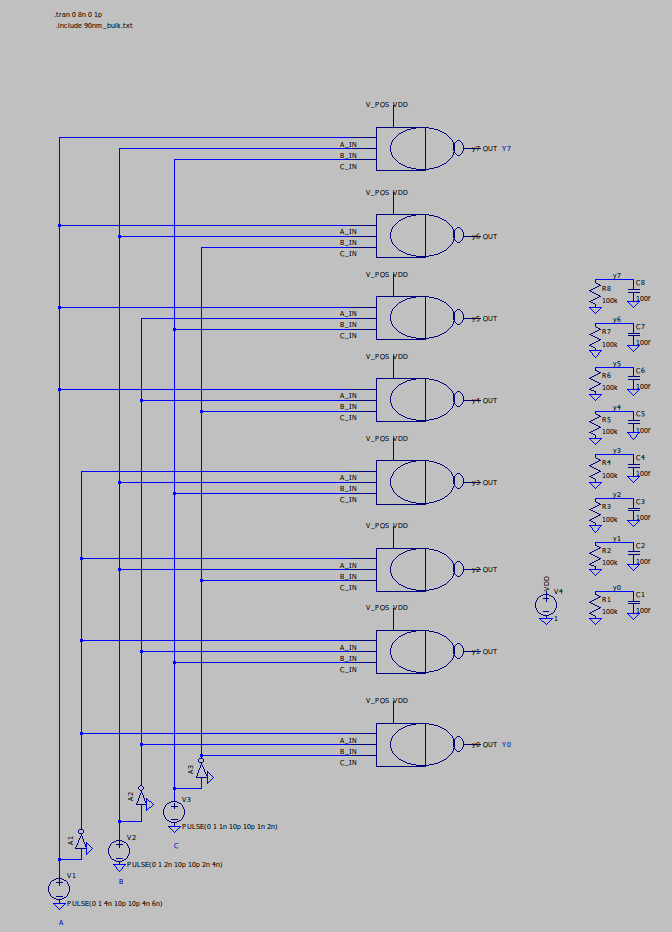 .tran 0 8n 0 1p
.include 90nm_bulk.txt
V_POS VDD
A_IN
B_IN
C_IN
y7 OUT Y7
V_POS VDD
A_IN
B_IN
C_IN
y6 OUT
V_POS VDD
A_IN
B_IN
C_IN
y5 OUT
V_POS VDD
A_IN
B_IN
C_IN
y4 OUT
V_POS VDD
A_IN
B_IN
C_IN
y3 OUT
V_POS VDD
A_IN
B_IN
C_IN
y2 OUT
V_POS VDD
A_IN
B_IN
C_IN
y1 OUT
V_POS VDD
A_IN
B_IN
C_IN
y0 OUT Y0
y7
R8
100k
C8
100f
y6
R7
100k
C7
100f
y5
R6
100k
C6
100f
y4
R5
100k
C5
100f
y3
R4
100k
C4
100f
y2
R3
100k
C3
100f
y1
R2
100k
C2
100f
y0
R1
100k
C1
100f
VDD
V4
1
A3
V3
PULSE(0 1 1n 10p 10p 1n 2n)
C
A2
V2
PULSE(0 1 2n 10p 10p 2n 4n)
B
A1
V1
PULSE(0 1 4n 10p 10p 4n 6n)
A